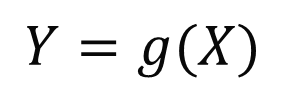 Y = g(X)